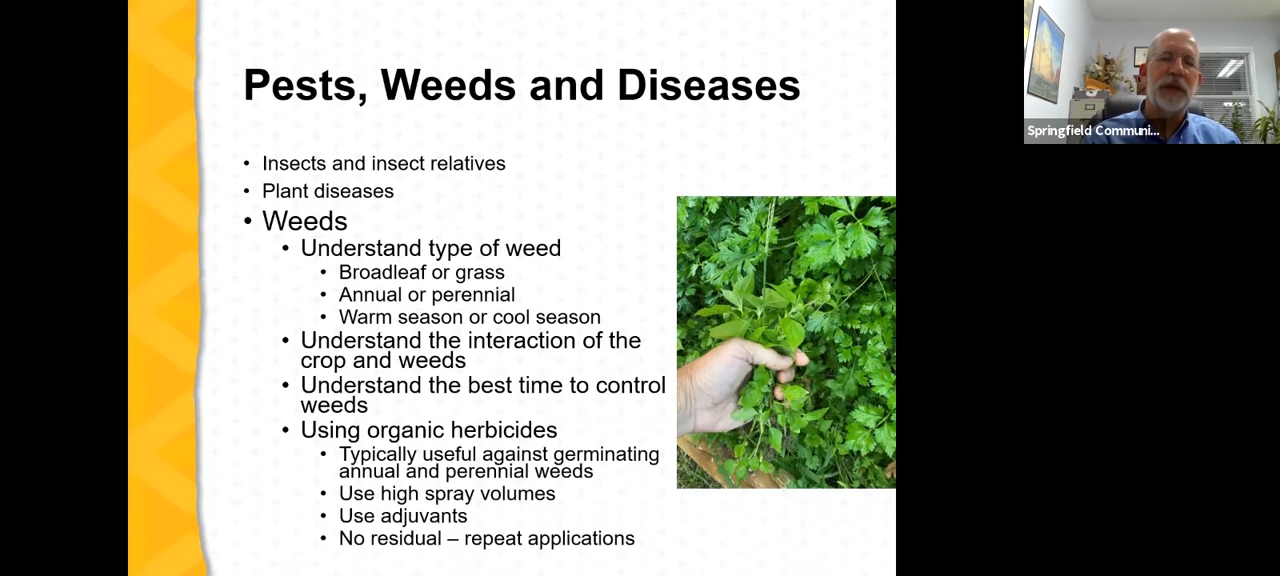 Pests, Weeds and Diseases
• Insects and insect relatives
• Plant diseases
• Weeds
• Understand type of weed
• Broadleaf or grass
• Annual or perennial
• Warm season or cool season
• Understand the interaction of the
crop and weeds
• Understand the best time to control
weeds
• Using organic herbicides
• Typically useful against germinating
annual and perennial weeds
• Use high spray volumes
• Use adjuvants
• No residual – repeat applications
Springfield Communi...